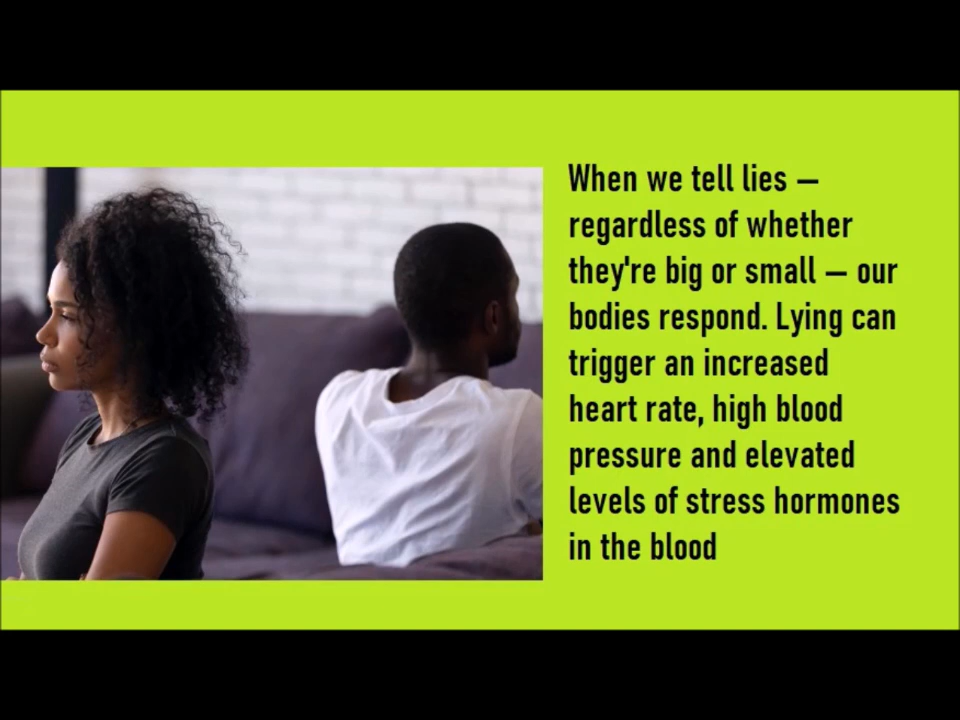 When we tell lies –
regardless of whether
they're big or small – our
bodies respond. Lying can
trigger an increased
heart rate, high blood
pressure and elevated
levels of stress hormones
in the blood